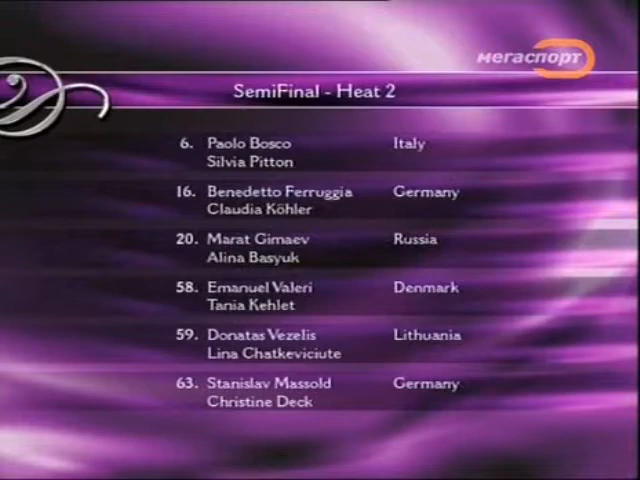 мегаспорт
SemiFinal - Heat 2
6. Paolo Bosco Italy
Silvia Pitton
16. Benedetto Ferruggia Germany
Claudia Köhler
20. Marat Gimaev Russia
Alina Basyuk
58. Emanuel Valeri Denmark
Tania Kehlet
59. Donatas Vezelis Lithuania
Lina Chatkeviciute
63. Stanislav Massold Germany
Christine Deck